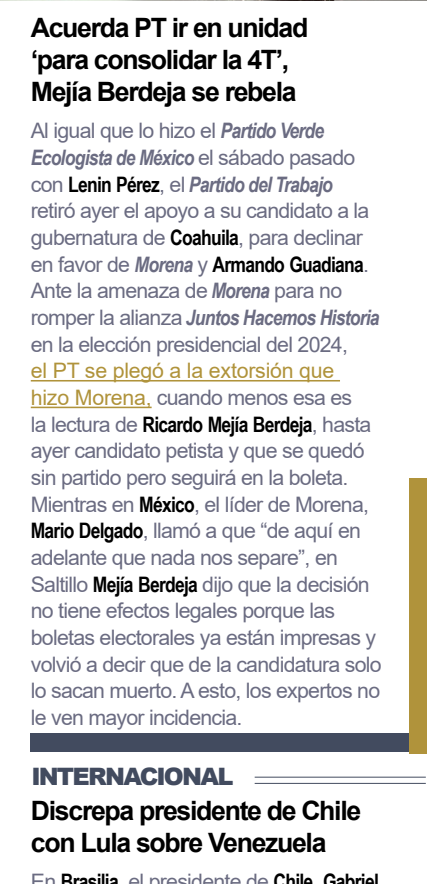 Acuerda PT ir en unidad
‘para consolidar la 4T’,
Mejía Berdeja se rebela
Al igual que lo hizo el Partido Verde
Ecologista de México el sábado pasado
con Lenin Pérez, el Partido del Trabajo
retiró ayer el apoyo a su candidato a la
gubernatura de Coahuila, para declinar
en favor de Morena y Armando Guadiana.
Ante la amenaza de Morena para no
romper la alianza Juntos Hacemos Historia
en la elección presidencial del 2024,
el PT se plegó a la extorsión que
hizo Morena, cuando menos esa es
la lectura de Ricardo Mejía Berdeja, hasta
ayer candidato petista y que se quedó
sin partido pero seguirá en la boleta.
Mientras en México, el líder de Morena,
Mario Delgado, llamó a que “de aquí en
adelante que nada nos separe”, en
Saltillo Mejía Berdeja dijo que la decisión
no tiene efectos legales porque las
boletas electorales ya están impresas y
volvió a decir que de la candidatura solo
lo sacan muerto. A esto, los expertos no
le ven mayor incidencia.
INTERNACIONAL
Discrepa presidente de Chile
con Lula sobre Venezuela
En Brasilia, el presidente de Chile, Gabriel